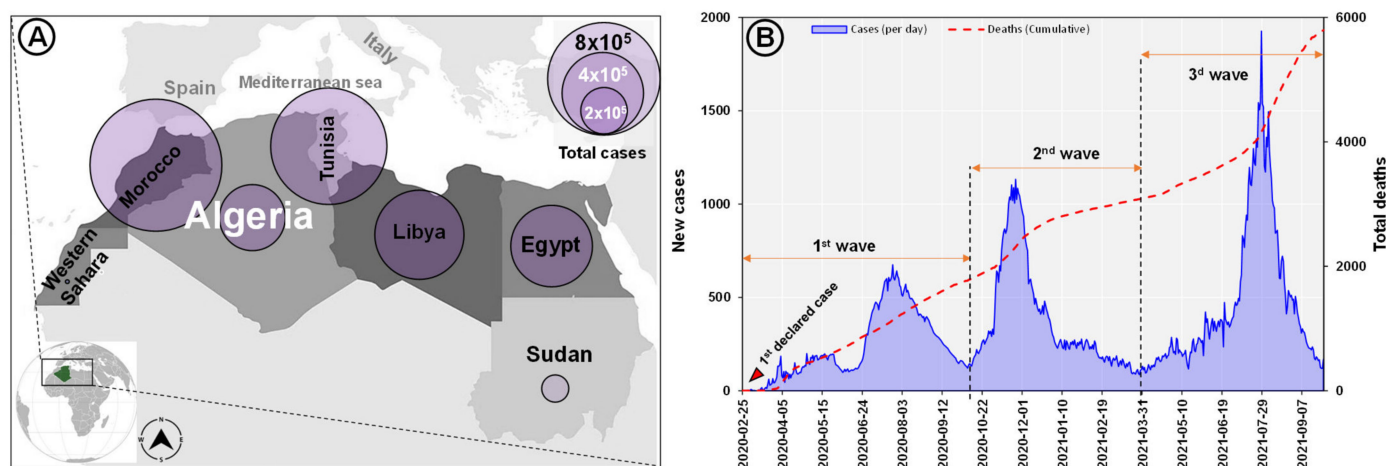 A
Italy
Spain
Mediterranean sea
8x10⁵
4x10⁵
2x10⁵
Total cases
Morocco
Tunisia
Algeria
Libya
Egypt
Western
Sahara
Sudan
N
W E
S
B
Cases (per day) Deaths (Cumulative)
2000
1500
1000
500
0
New cases
6000
4000
2000
0
Total deaths
3ᵈ wave
2ⁿᵈ wave
1ˢᵗ wave
1ˢᵗ declared case
2020-02-25
2020-04-05
2020-05-15
2020-06-24
2020-08-03
2020-09-12
2020-10-22
2020-12-01
2021-01-10
2021-02-19
2021-03-31
2021-05-10
2021-06-19
2021-07-29
2021-09-07